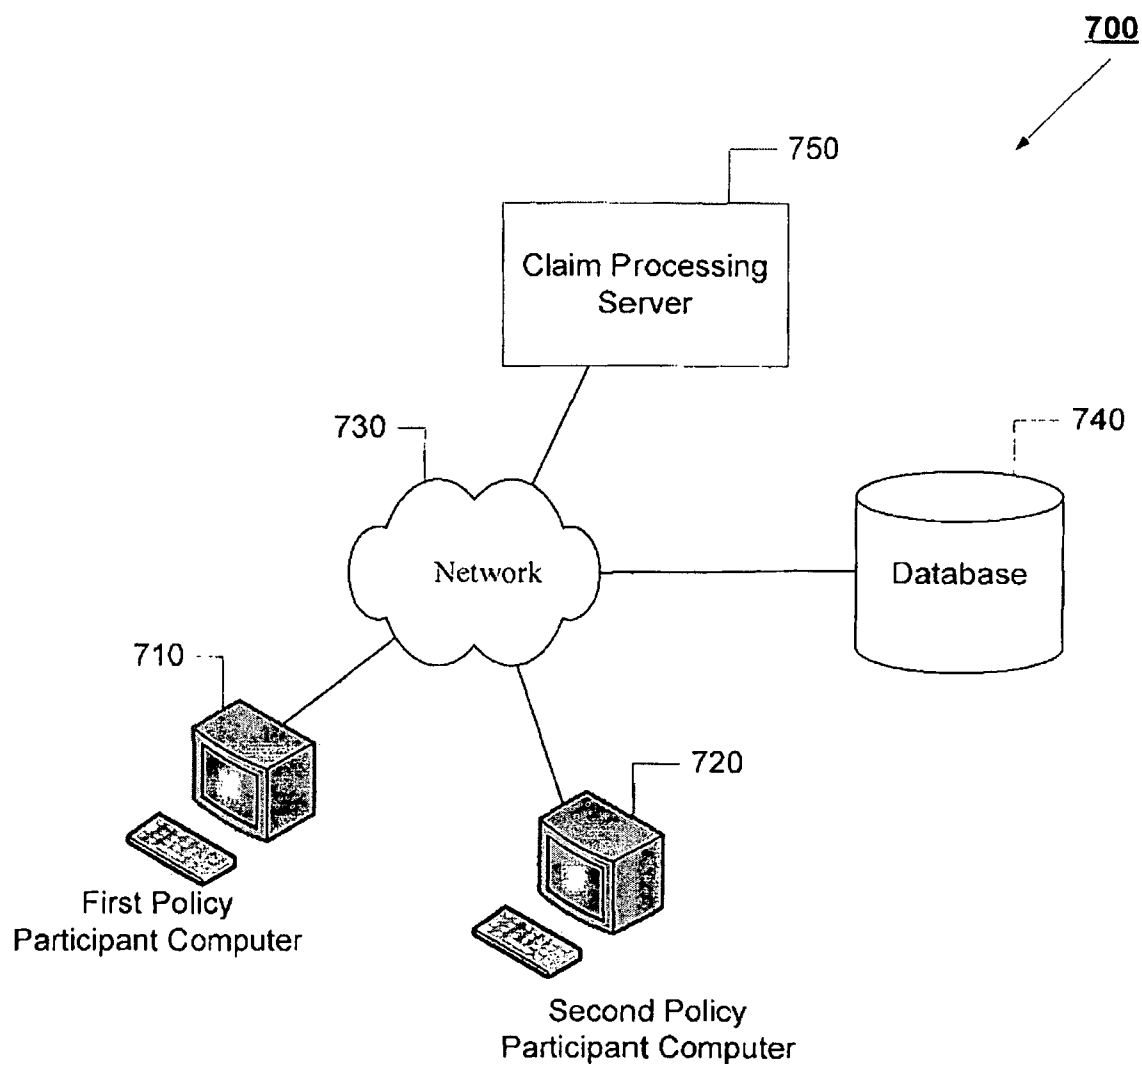 700
750
Claim Processing
Server
730
740
Network
Database
710
720
First Policy
Participant Computer
Second Policy
Participant Computer